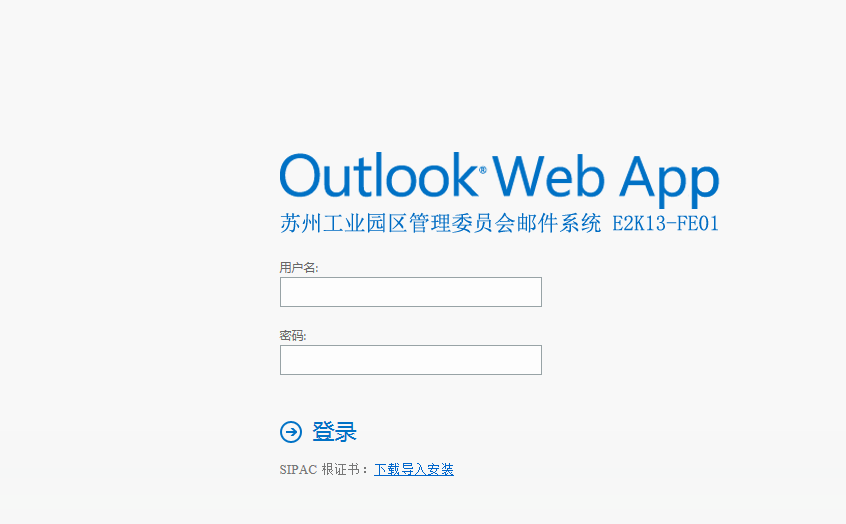 Outlook® Web App
苏州工业园区管理委员会邮件系统 E2K13-FE01
用户名:
密码:
登录
SIPAC 根证书：下载导入安装